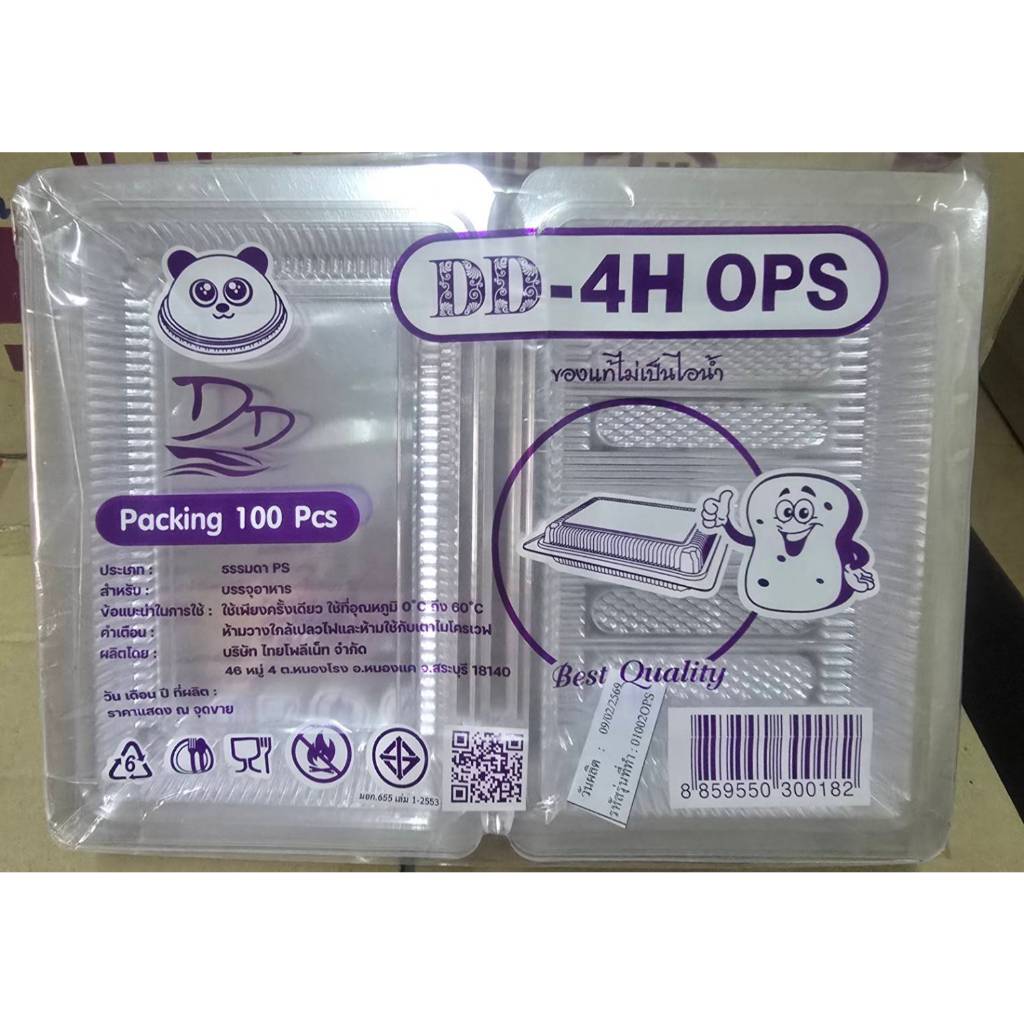 DD-4H OPS
ของแท้ไม่เป็นไอน้ำ
DD
Packing 100 Pcs
ประเภท : ธรรมดา PS
สำหรับ : บรรจุอาหาร
ข้อแนะนำในการใช้ : ใช้เพียงครั้งเดียว ใช้ที่อุณหภูมิ 0°C ถึง 60°C
คำเตือน : ห้ามวางใกล้เปลวไฟและห้ามใช้กับเตาไมโครเวฟ
ผลิตโดย : บริษัท ไทยโพลีเน็ท จำกัด
46 หมู่ 4 ต.หนองโรง อ.หนองแค จ.สระบุรี 18140
วัน เดือน ปี ที่ผลิต :
ราคาแสดง ณ จุดขาย
6
มอก.655 เล่ม 1-2553
Best Quality
วันผลิต : 09/02/2569
รหัสรุ่นที่ทำ : 01002OPS
8 859550 300182